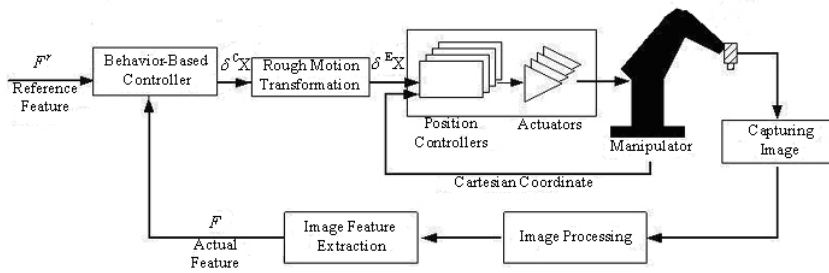 F^r
Reference
Feature
Behavior-Based
Controller
δ^C X
Rough Motion
Transformation
δ^E X
Position
Controllers
Actuators
Manipulator
Cartesian Coordinate
Capturing
Image
Image Processing
Image Feature
Extraction
F
Actual
Feature